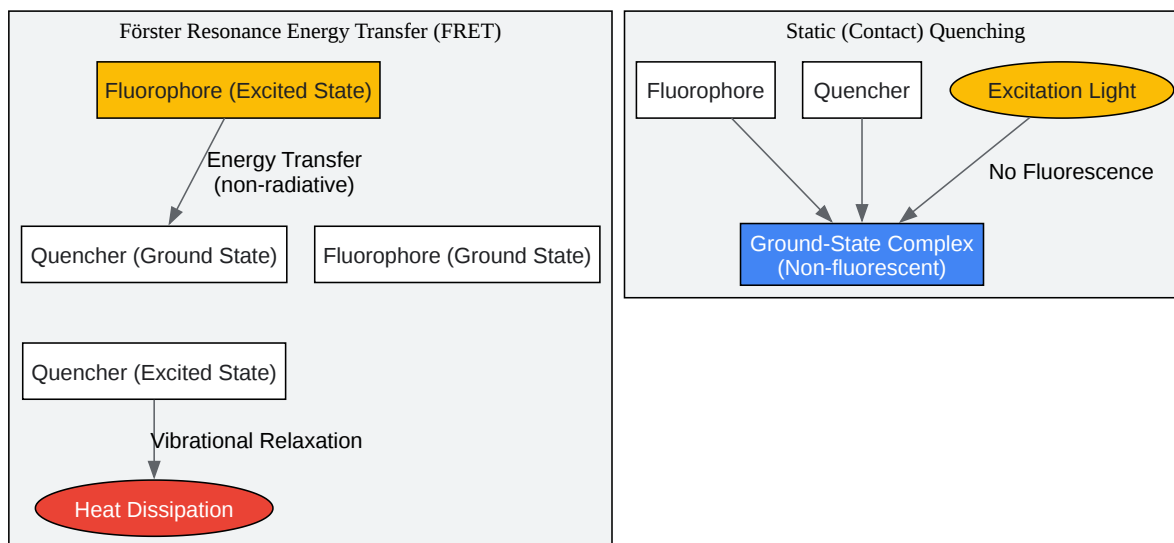 Förster Resonance Energy Transfer (FRET)
Fluorophore (Excited State)
Energy Transfer
(non-radiative)
Quencher (Ground State)
Fluorophore (Ground State)
Quencher (Excited State)
Vibrational Relaxation
Heat Dissipation
Static (Contact) Quenching
Fluorophore
Quencher
Excitation Light
No Fluorescence
Ground-State Complex
(Non-fluorescent)